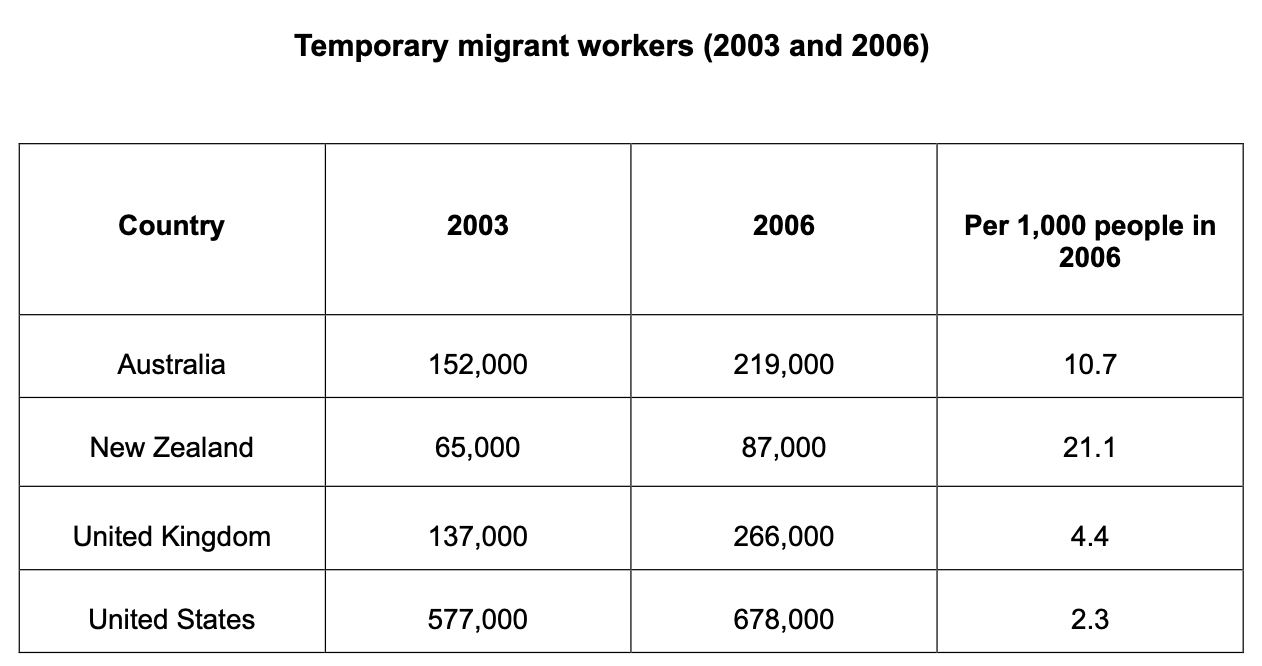 Temporary migrant workers (2003 and 2006)
Country 2003 2006 Per 1,000 people in
2006
Australia 152,000 219,000 10.7
New Zealand 65,000 87,000 21.1
United Kingdom 137,000 266,000 4.4
United States 577,000 678,000 2.3